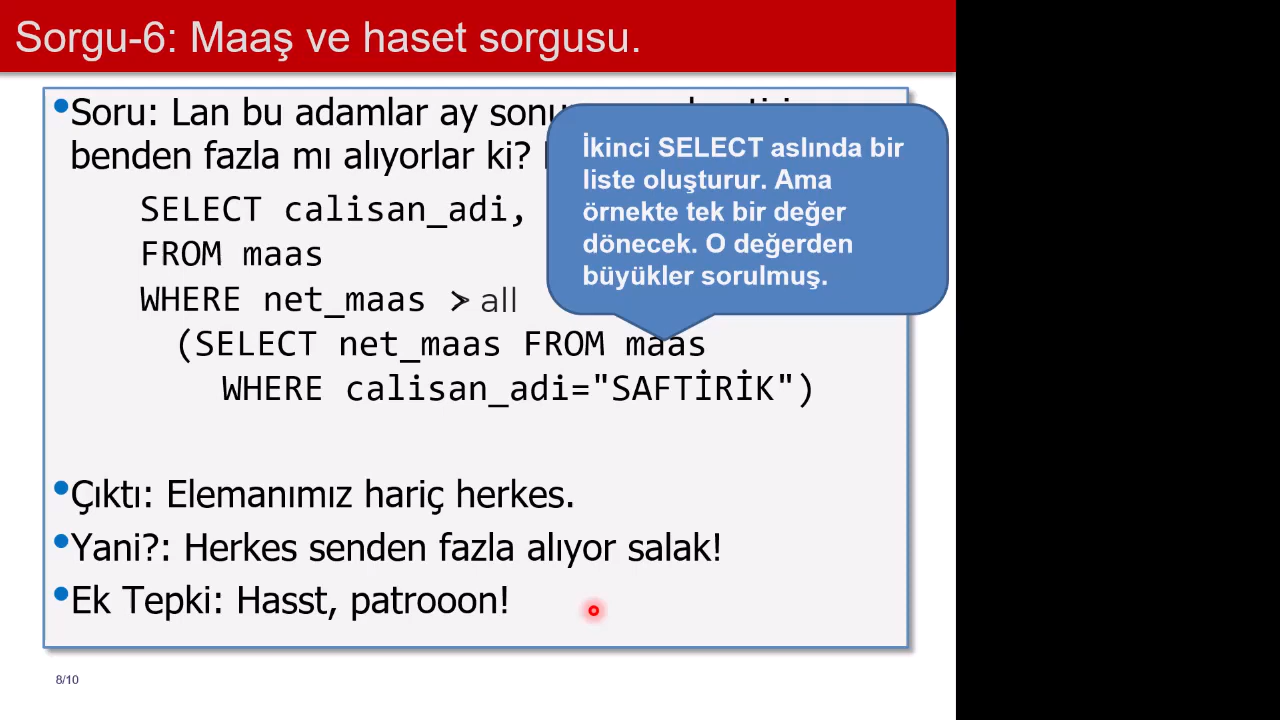 Sorgu-6: Maaş ve haset sorgusu.
•Soru: Lan bu adamlar ay
benden fazla mı alıyorlar ki?
İkinci SELECT aslında bir
liste oluşturur. Ama
örnekte tek bir değer
dönecek. O değerden
büyükler sorulmuş.
SELECT calisan_adi,
FROM maas
WHERE net_maas > all
(SELECT net_maas FROM maas
WHERE calisan_adi="SAFTİRİK")
•Çıktı: Elemanımız hariç herkes.
•Yani?: Herkes senden fazla alıyor salak!
•Ek Tepki: Hasst, patrooon!
8/10